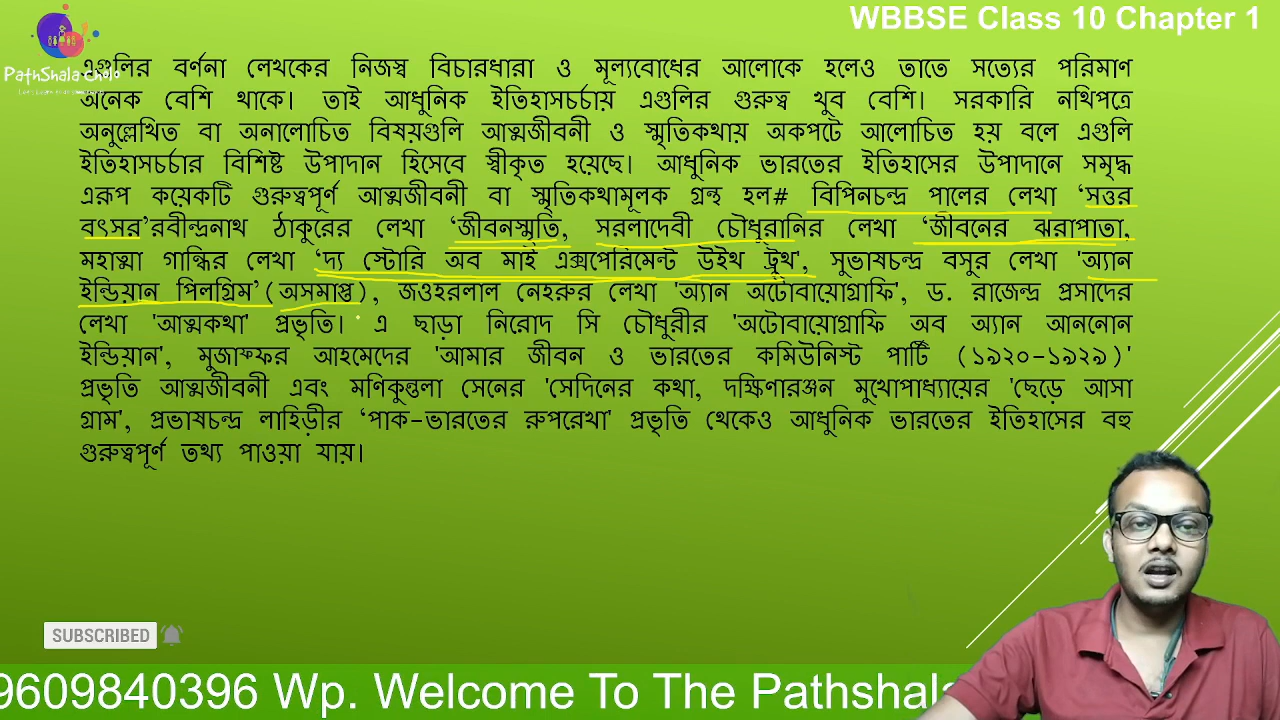 WBBSE Class 10 Chapter 1
PathShala Cholo
এগুলির বর্ণনা লেখকের নিজস্ব বিচারধারা ও মূল্যবোধের আলোকে হলেও তাতে সত্যের পরিমাণ
অনেক বেশি থাকে। তাই আধুনিক ইতিহাসচর্চায় এগুলির গুরুত্ব খুব বেশি। সরকারি নথিপত্রে
অনুল্লেখিত বা অনালোচিত বিষয়গুলি আত্মজীবনী ও স্মৃতিকথায় অকপটে আলোচিত হয় বলে এগুলি
ইতিহাসচর্চার বিশিষ্ট উপাদান হিসেবে স্বীকৃত হয়েছে। আধুনিক ভারতের ইতিহাসের উপাদানে সমৃদ্ধ
এরূপ কয়েকটি গুরুত্বপূর্ণ আত্মজীবনী বা স্মৃতিকথামূলক গ্রন্থ হল# বিপিনচন্দ্র পালের লেখা ‘সত্তর
বৎসর’রবীন্দ্রনাথ ঠাকুরের লেখা ‘জীবনস্মৃতি, সরলাদেবী চৌধুরানির লেখা ‘জীবনের ঝরাপাতা,
মহাত্মা গান্ধির লেখা ‘দ্য স্টোরি অব মাই এক্সপেরিমেন্ট উইথ ট্রুথ', সুভাষচন্দ্র বসুর লেখা 'অ্যান
ইন্ডিয়ান পিলগ্রিম’(অসমাপ্ত), জওহরলাল নেহরুর লেখা 'অ্যান অটোবায়োগ্রাফি', ড. রাজেন্দ্র প্রসাদের
লেখা 'আত্মকথা' প্রভৃতি। এ ছাড়া নিরোদ সি চৌধুরীর 'অটোবায়োগ্রাফি অব অ্যান আননোন
ইন্ডিয়ান', মুজাফ্ফর আহমেদের 'আমার জীবন ও ভারতের কমিউনিস্ট পার্টি (১৯২০-১৯২৯)'
প্রভৃতি আত্মজীবনী এবং মণিকুন্তলা সেনের 'সেদিনের কথা, দক্ষিণারঞ্জন মুখোপাধ্যায়ের 'ছেড়ে আসা
গ্রাম', প্রভাষচন্দ্র লাহিড়ীর ‘পাক-ভারতের রুপরেখা' প্রভৃতি থেকেও আধুনিক ভারতের ইতিহাসের বহু
গুরুত্বপূর্ণ তথ্য পাওয়া যায়।
SUBSCRIBED
9609840396 Wp. Welcome To The Pathshala